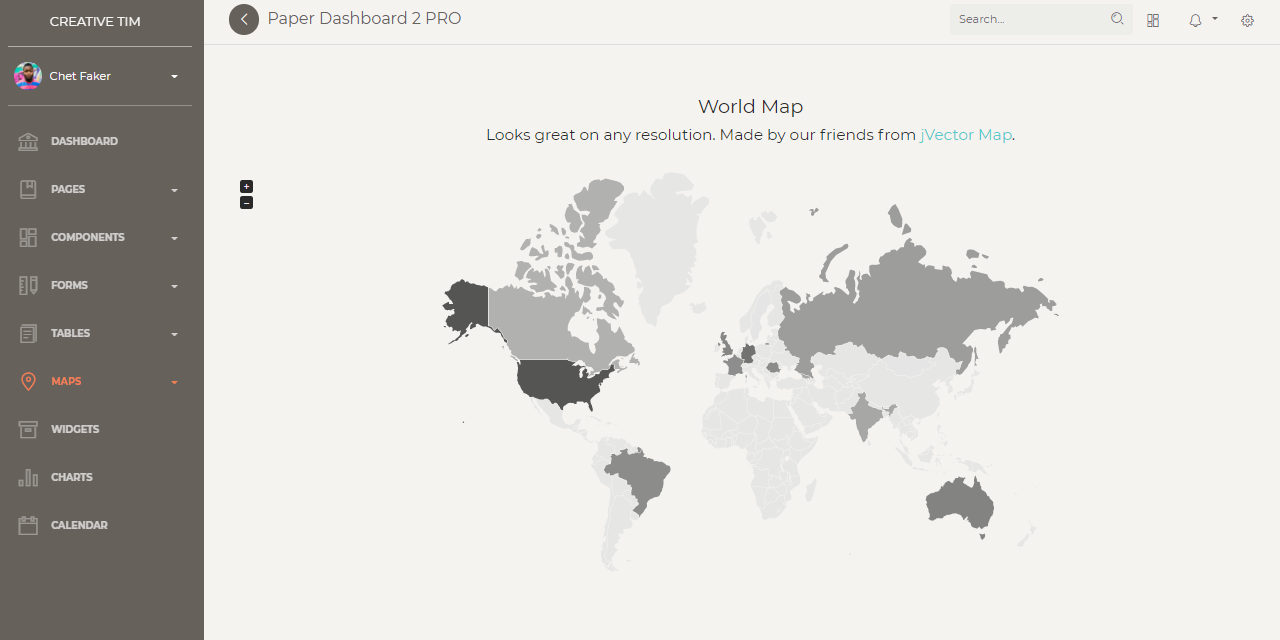 CREATIVE TIM
Chet Faker
DASHBOARD
PAGES
COMPONENTS
FORMS
TABLES
MAPS
WIDGETS
CHARTS
CALENDAR
Paper Dashboard 2 PRO
Search...
World Map
Looks great on any resolution. Made by our friends from jVector Map.
+
−